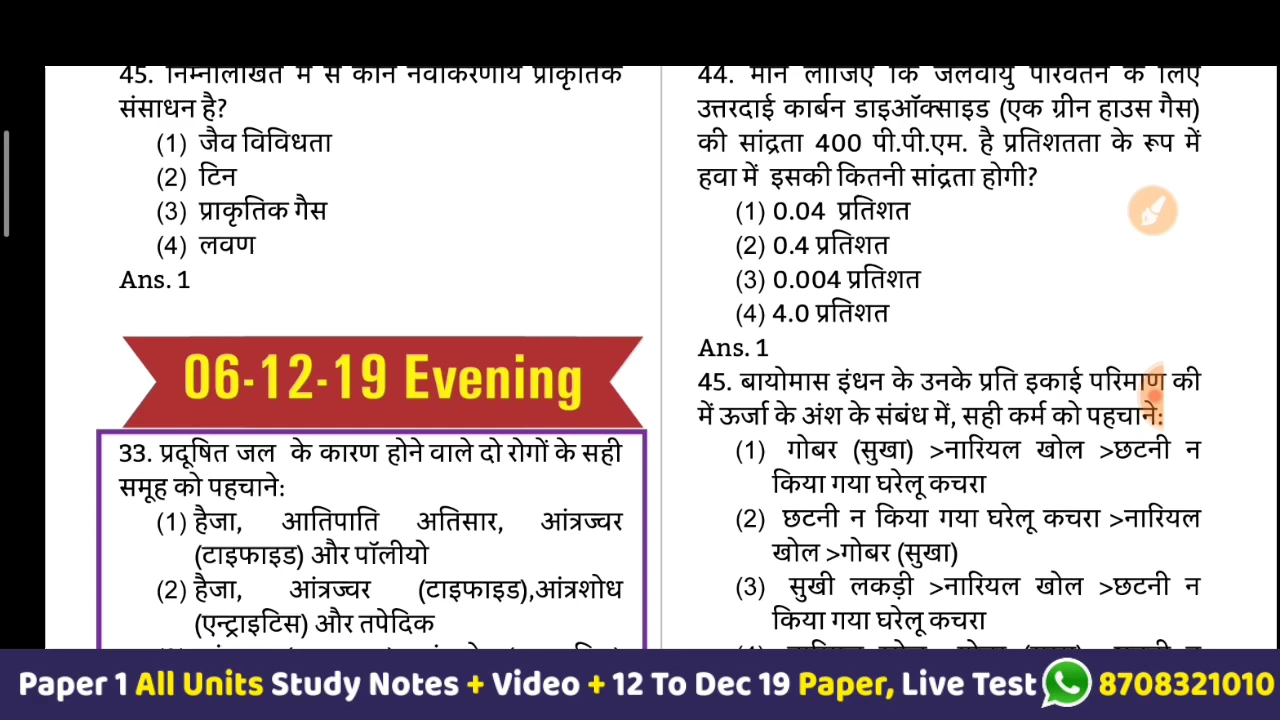 45. निम्नलिखित में से कौन नवीकरणीय प्राकृतिक
संसाधन है?
(1) जैव विविधता
(2) टिन
(3) प्राकृतिक गैस
(4) लवण
Ans. 1
06-12-19 Evening
33. प्रदूषित जल के कारण होने वाले दो रोगों के सही
समूह को पहचाने:
(1) हैजा, आतिपाति अतिसार, आंत्रज्वर
(टाइफाइड) और पॉलीयो
(2) हैजा, आंत्रज्वर (टाइफाइड),आंत्रशोध
(एन्ट्राइटिस) और तपेदिक
44. मान लीजिए कि जलवायु परिवर्तन के लिए
उत्तरदाई कार्बन डाइऑक्साइड (एक ग्रीन हाउस गैस)
की सांद्रता 400 पी.पी.एम. है प्रतिशतता के रूप में
हवा में इसकी कितनी सांद्रता होगी?
(1) 0.04 प्रतिशत
(2) 0.4 प्रतिशत
(3) 0.004 प्रतिशत
(4) 4.0 प्रतिशत
Ans. 1
45. बायोमास इंधन के उनके प्रति इकाई परिमाण की
में ऊर्जा के अंश के संबंध में, सही कर्म को पहचाने:
(1) गोबर (सुखा) >नारियल खोल >छटनी न
किया गया घरेलू कचरा
(2) छटनी न किया गया घरेलू कचरा >नारियल
खोल >गोबर (सुखा)
(3) सुखी लकड़ी >नारियल खोल >छटनी न
किया गया घरेलू कचरा
Paper 1 All Units Study Notes + Video + 12 To Dec 19 Paper, Live Test 8708321010